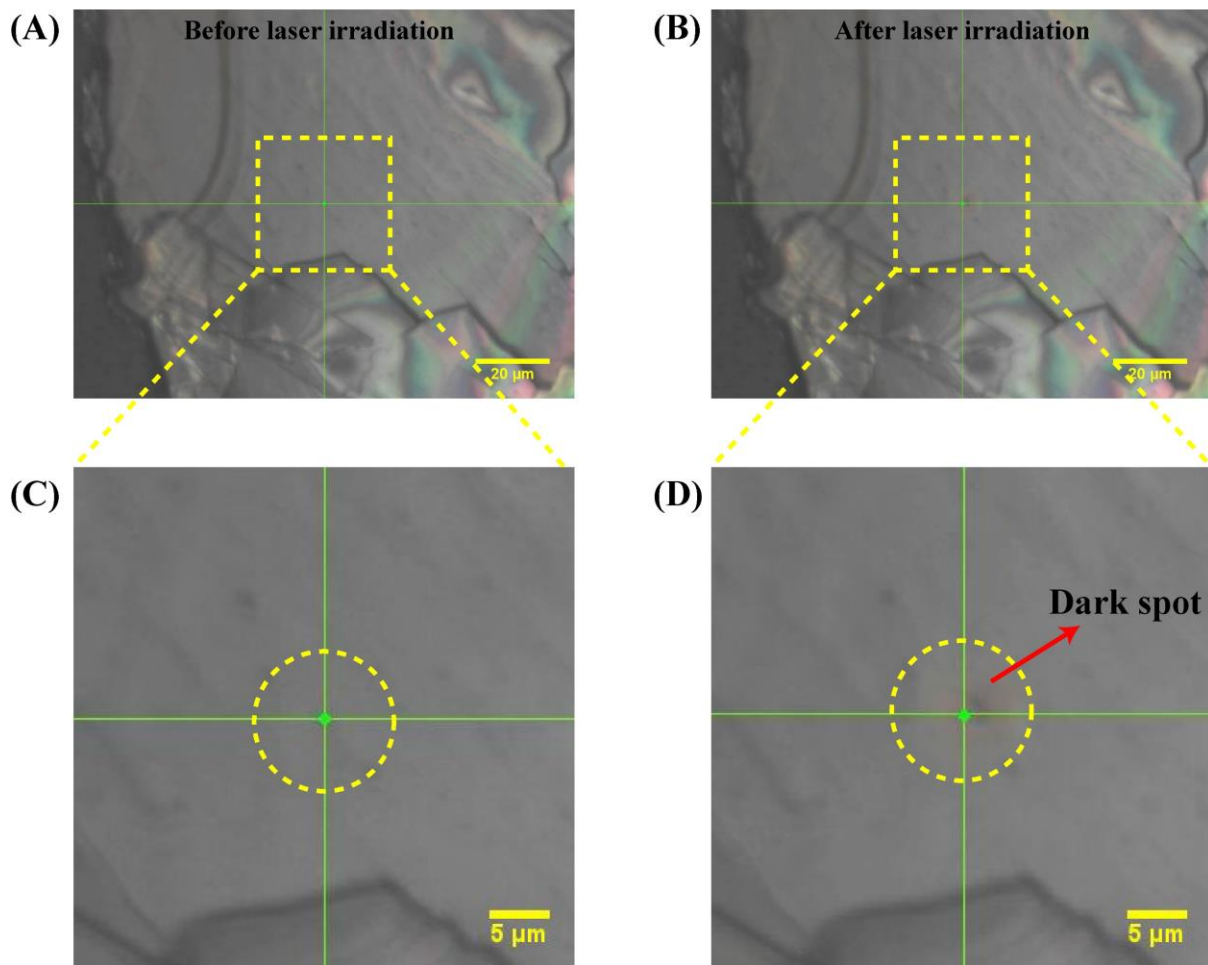 (A)
Before laser irradiation
20 μm
(B)
After laser irradiation
20 μm
(C)
5 μm
(D)
Dark spot
5 μm